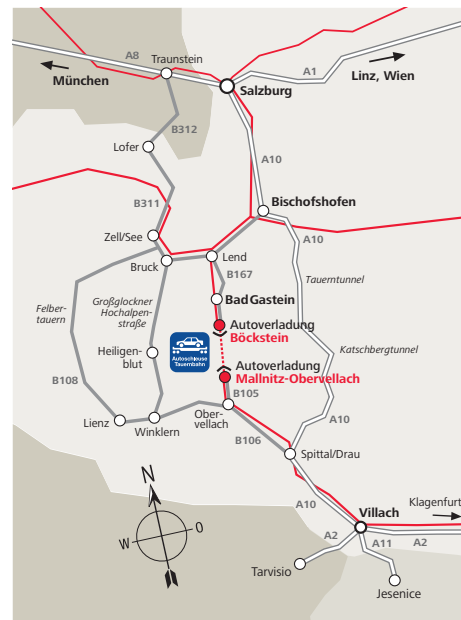 A8
Traunstein
München
A1
Linz, Wien
Salzburg
B312
Lofer
A10
B311
Bischofshofen
Zell/See
A10
Bruck
Lend
B167
Tauerntunnel
Felber-
tauern
Großglockner
Hochalpen-
straße
Bad Gastein
Autoverladung
Böckstein
Autoschleuse
Tauernbahn
Katschbergtunnel
Heiligen-
blut
Autoverladung
Mallnitz-Obervellach
B108
B105
Lienz
Winklern
Ober-
vellach
B106
A10
Spittal/Drau
N
A10
Klagenfurt
Villach
W
O
A2
A11
A2
Tarvisio
Jesenice